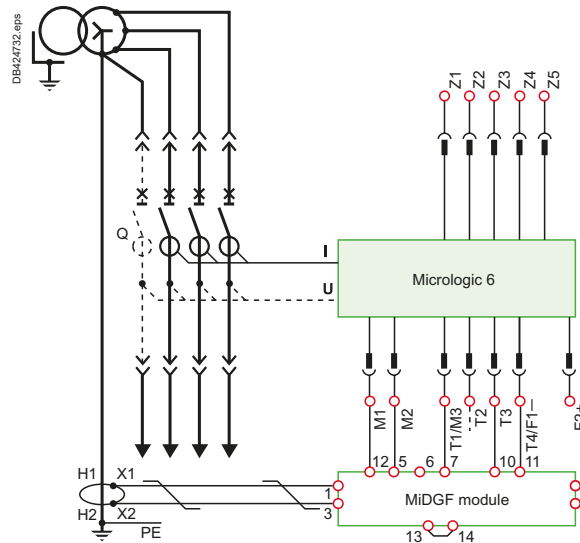 DB424732.eps
Z1
Z2
Z3
Z4
Z5
Q
I
U
Micrologic 6
M1
M2
T1/M3
T2
T3
T4/F1–
12
5
6
7
10
11
H1
X1
1
MiDGF module
H2
X2
3
PE
13
14